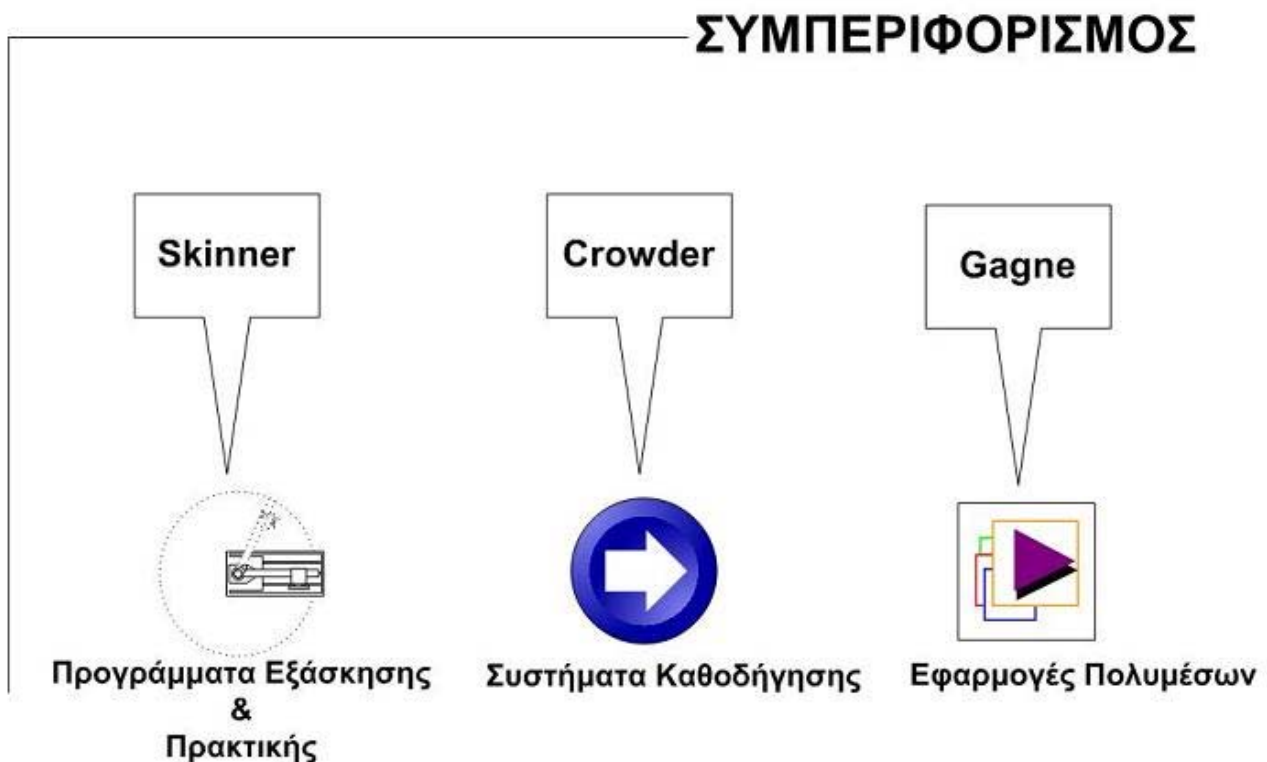 ΣΥΜΠΕΡΙΦΟΡΙΣΜΟΣ
Skinner
Crowder
Gagne
Προγράμματα Εξάσκησης
&
Πρακτικής
Συστήματα Καθοδήγησης
Εφαρμογές Πολυμέσων